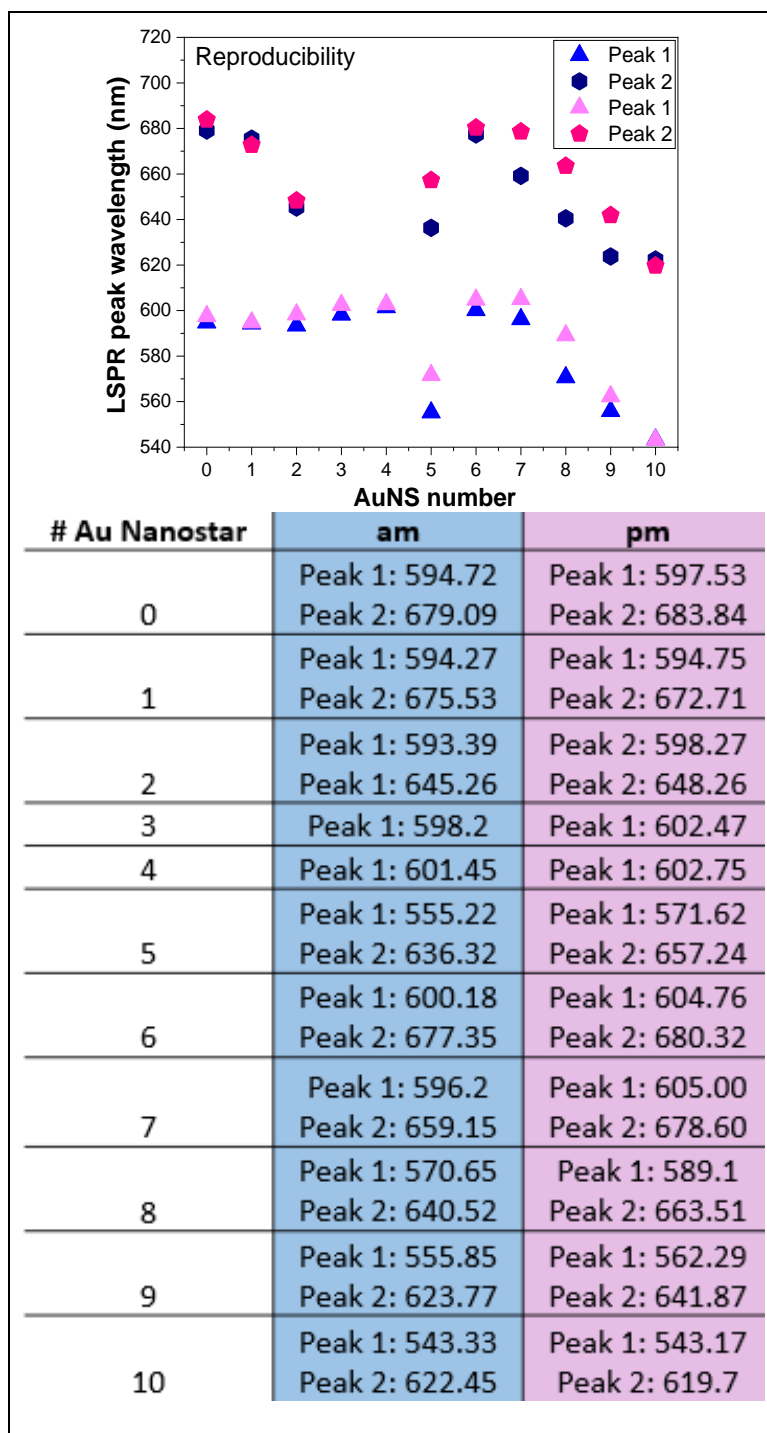 Reproducibility
Peak 1
Peak 2
Peak 1
Peak 2
LSPR peak wavelength (nm)
720
700
680
660
640
620
600
580
560
540
0 1 2 3 4 5 6 7 8 9 10
AuNS number
# Au Nanostar am pm
Peak 1: 594.72 Peak 1: 597.53
0 Peak 2: 679.09 Peak 2: 683.84
Peak 1: 594.27 Peak 1: 594.75
1 Peak 2: 675.53 Peak 2: 672.71
Peak 1: 593.39 Peak 2: 598.27
2 Peak 1: 645.26 Peak 2: 648.26
3 Peak 1: 598.2 Peak 1: 602.47
4 Peak 1: 601.45 Peak 1: 602.75
Peak 1: 555.22 Peak 1: 571.62
5 Peak 2: 636.32 Peak 2: 657.24
Peak 1: 600.18 Peak 1: 604.76
6 Peak 2: 677.35 Peak 2: 680.32
Peak 1: 596.2 Peak 1: 605.00
7 Peak 2: 659.15 Peak 2: 678.60
Peak 1: 570.65 Peak 1: 589.1
8 Peak 2: 640.52 Peak 2: 663.51
Peak 1: 555.85 Peak 1: 562.29
9 Peak 2: 623.77 Peak 2: 641.87
Peak 1: 543.33 Peak 1: 543.17
10 Peak 2: 622.45 Peak 2: 619.7